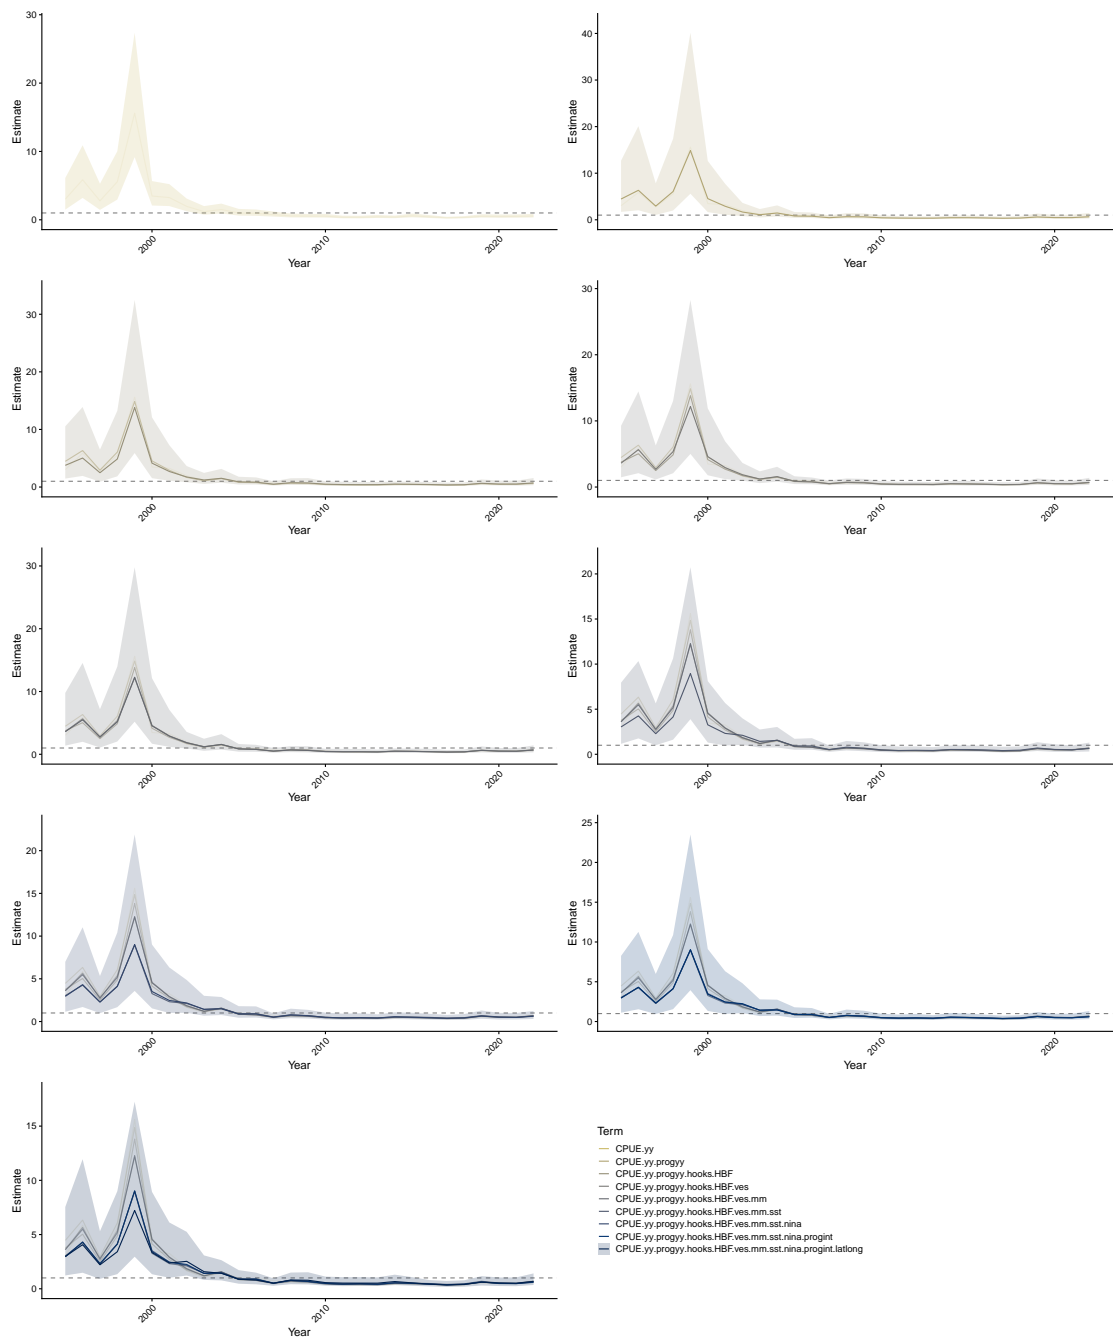 30
20
10
0
Estimate
2000
2010
2020
Year
40
30
20
10
0
Estimate
2000
2010
2020
Year
30
20
10
0
Estimate
2000
2010
2020
Year
30
20
10
0
Estimate
2000
2010
2020
Year
30
20
10
0
Estimate
2000
2010
2020
Year
20
15
10
5
0
Estimate
2000
2010
2020
Year
20
15
10
5
0
Estimate
2000
2010
2020
Year
25
20
15
10
5
0
Estimate
2000
2010
2020
Year
15
10
5
0
Estimate
2000
2010
2020
Year
Term
CPUE.yy
CPUE.yy.progyy
CPUE.yy.progyy.hooks.HBF
CPUE.yy.progyy.hooks.HBF.ves
CPUE.yy.progyy.hooks.HBF.ves.mm
CPUE.yy.progyy.hooks.HBF.ves.mm.sst
CPUE.yy.progyy.hooks.HBF.ves.mm.sst.nina
CPUE.yy.progyy.hooks.HBF.ves.mm.sst.nina.progint
CPUE.yy.progyy.hooks.HBF.ves.mm.sst.nina.progint.latlong